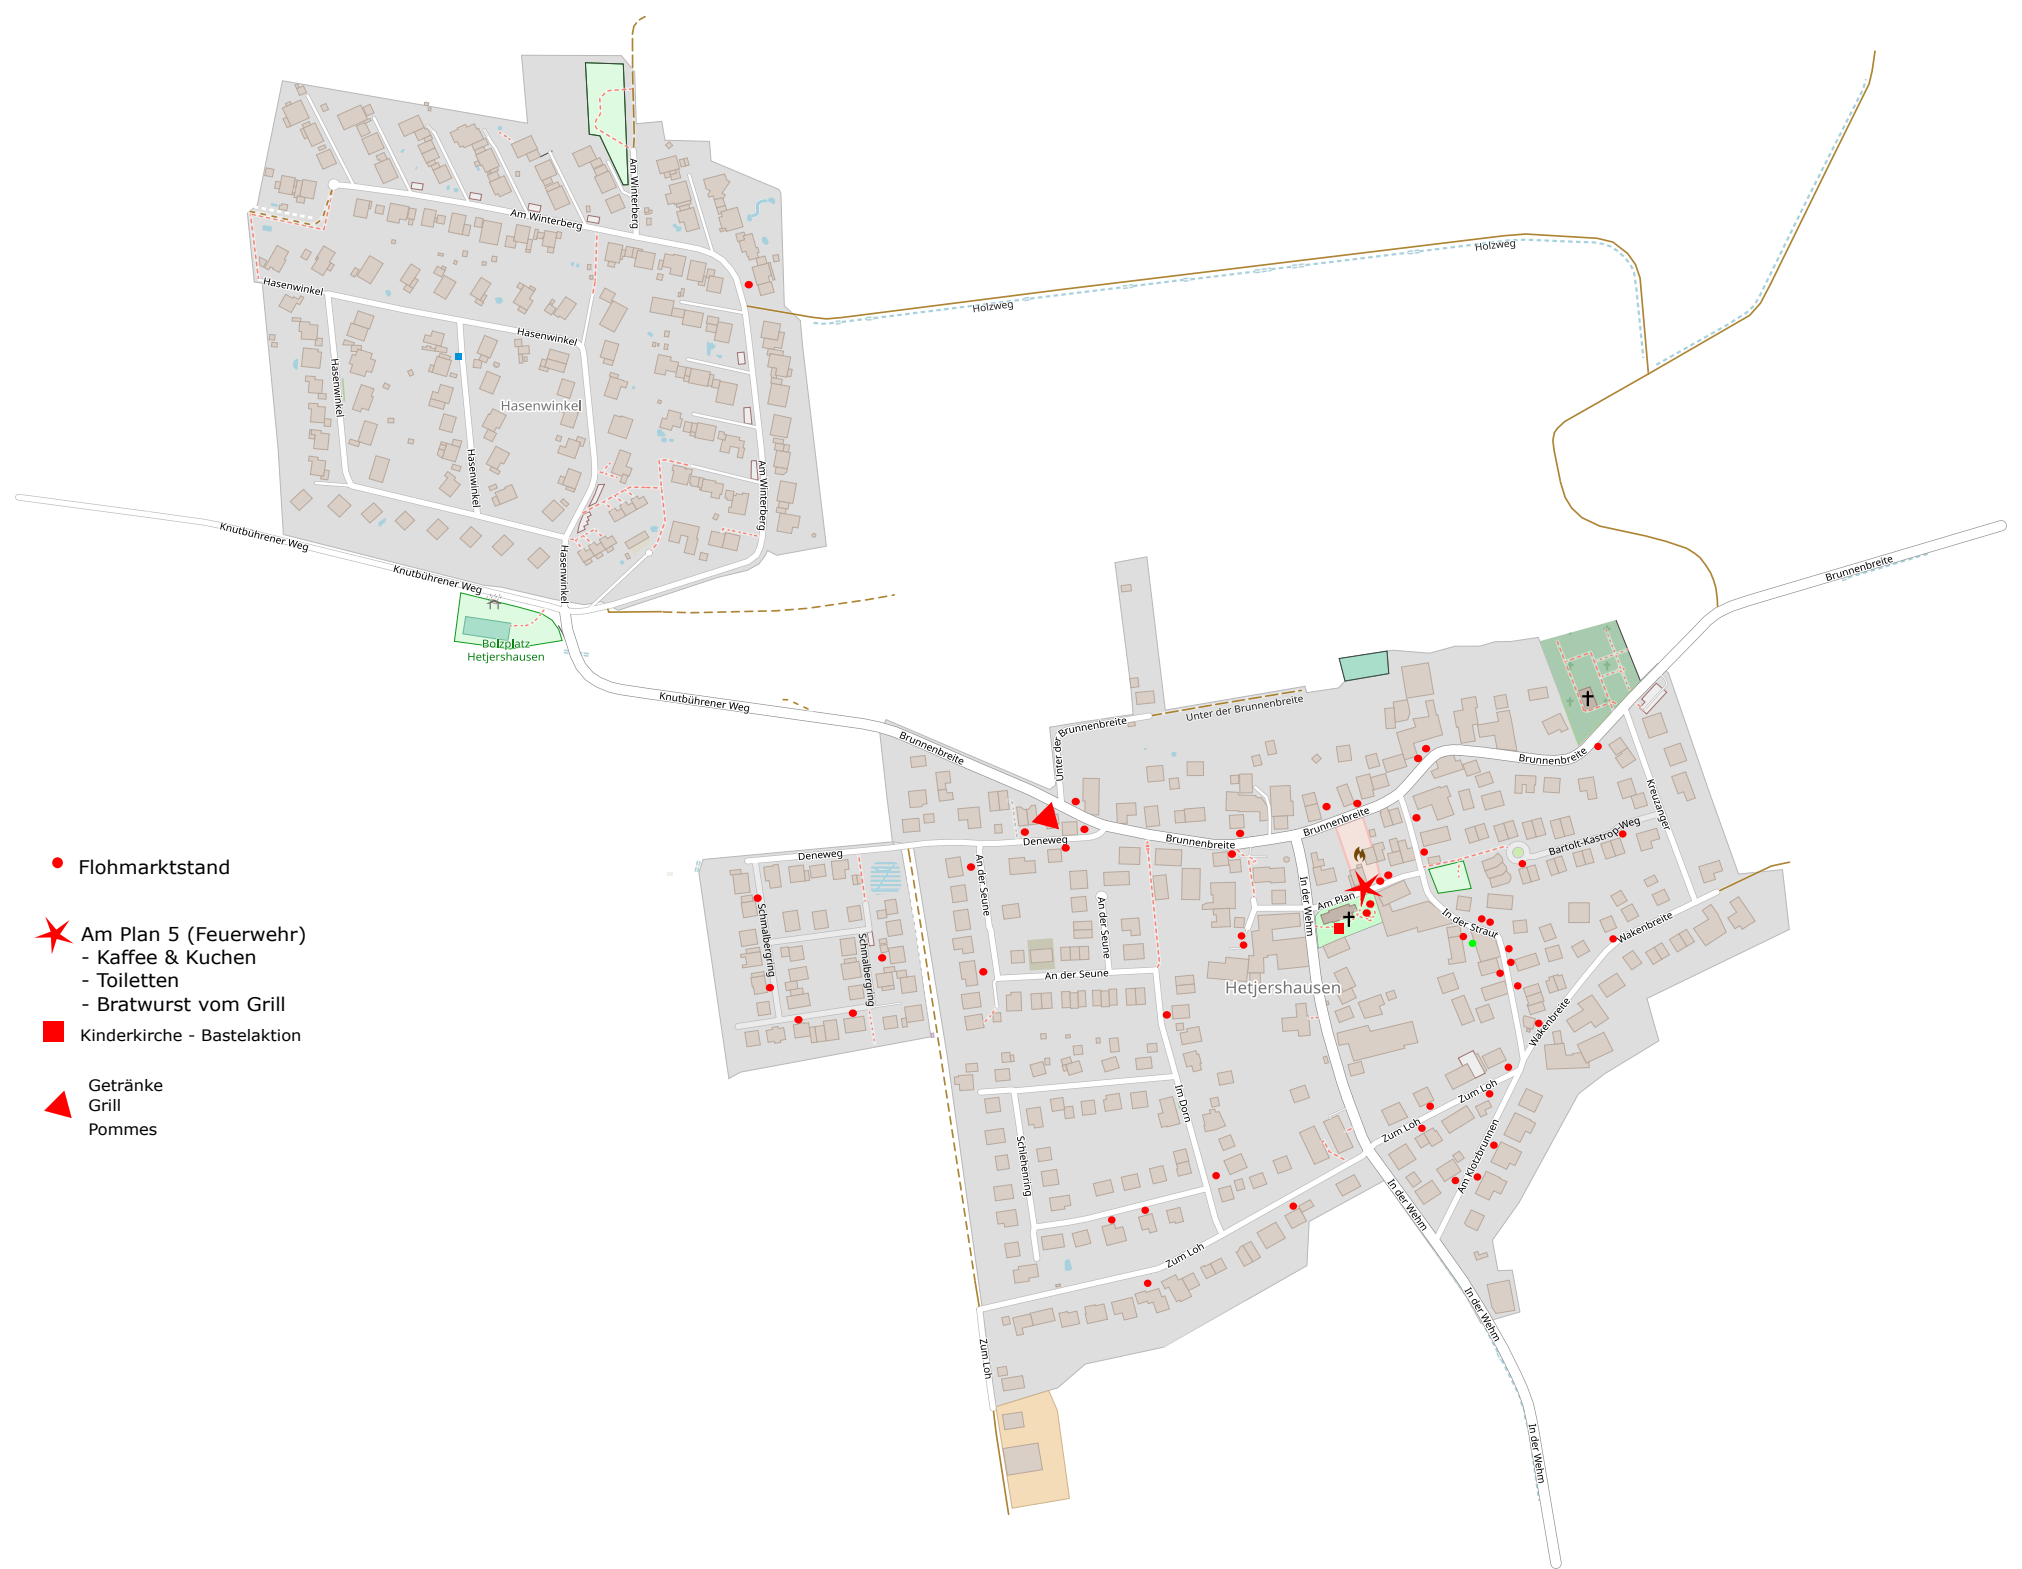 Am Winterberg
Am Winterberg
Holzweg
Holzweg
Hasenwinkel
Hasenwinkel
Hasenwinkel
Hasenwinkel
Hasenwinkel
Am Winterberg
Knutbührener Weg
Hasenwinkel
Knutbührener Weg
Brunnenbreite
Bolzplatz
Hetjershausen
Knutbührener Weg
Unter der Brunnenbreite
Unter der
Brunnenbreite
Brunnenbreite
Brunnenbreite
Kreuzanger
Brunnenbreite
Brunnenbreite
Bartolt-Kastrop-Weg
Deneweg
Deneweg
Flohmarktstand
An der Seune
In der Wehm
Am Plan
An der Seune
In der Straur
Wakenbreite
Schmalbergring
Schmalbergring
Am Plan 5 (Feuerwehr)
- Kaffee & Kuchen
- Toiletten
- Bratwurst vom Grill
An der Seune
Hetjershausen
Kinderkirche - Bastelaktion
Wakenbreite
Getränke
Grill
Pommes
Im Dorn
Zum Loh
Zum Loh
Schlehenring
Am Klotzbrunnen
In der Wehm
Zum Loh
In der Wehm
Zum Loh
In der Wehm